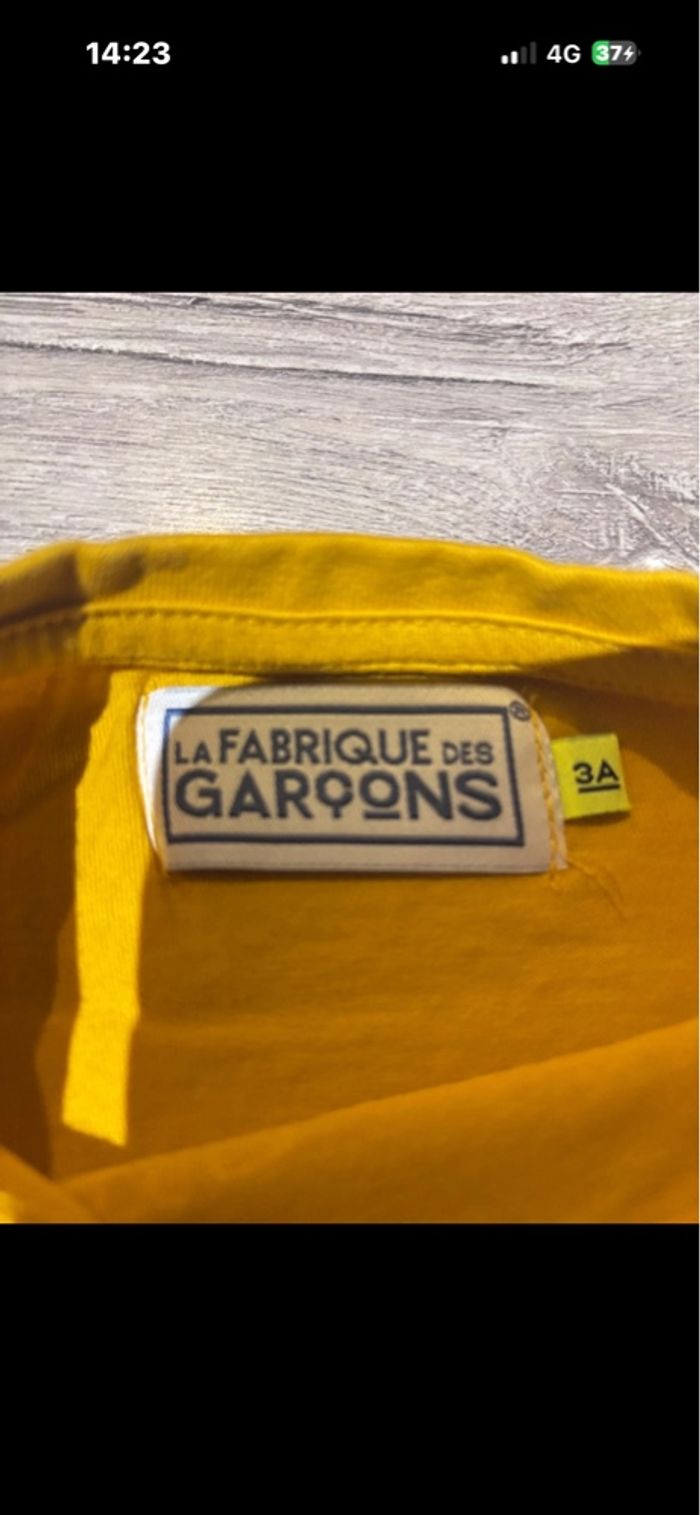 14:23 4G 37
LA FABRIQUE DES ®
GARÇONS
3A